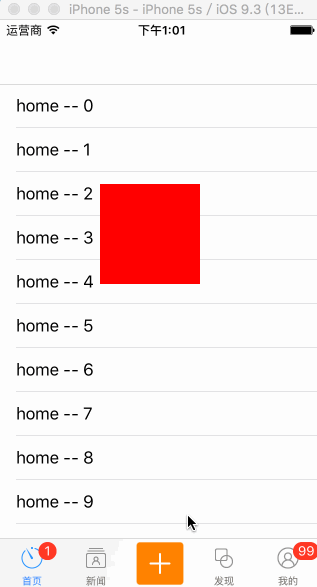 iPhone 5s - iPhone 5s / iOS 9.3 (13E...
运营商 下午1:01
home -- 0
home -- 1
home -- 2
home -- 3
home -- 4
home -- 5
home -- 6
home -- 7
home -- 8
home -- 9
1 99
首页 新闻 发现 我的